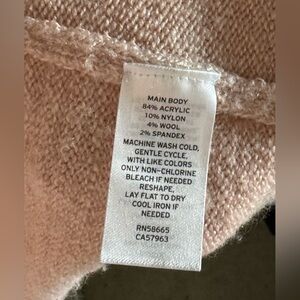 MAIN BODY
84% ACRYLIC
10% NYLON
4% WOOL
2% SPANDEX
MACHINE WASH COLD,
GENTLE CYCLE,
WITH LIKE COLORS
ONLY NON-CHLORINE
BLEACH IF NEEDED
RESHAPE,
LAY FLAT TO DRY
COOL IRON IF
NEEDED
RN58665
CA57963